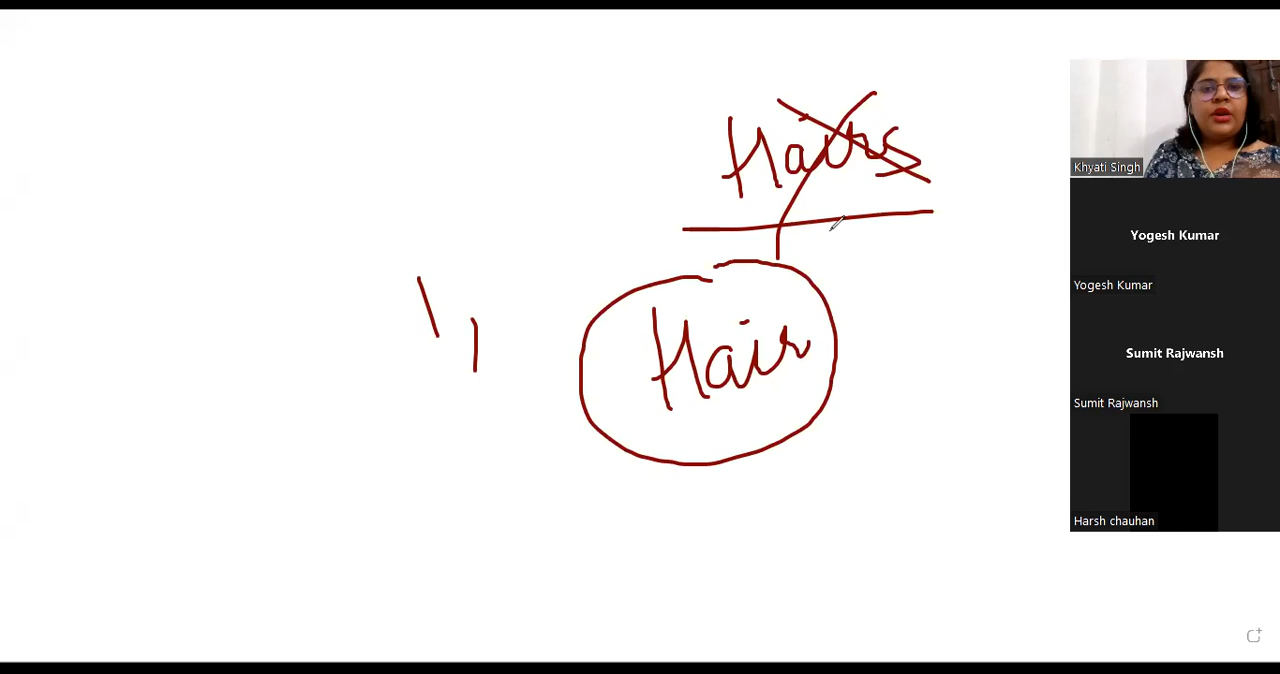 Hairs
Hair
Khyati Singh
Yogesh Kumar
Yogesh Kumar
Sumit Rajwansh
Sumit Rajwansh
Harsh chauhan